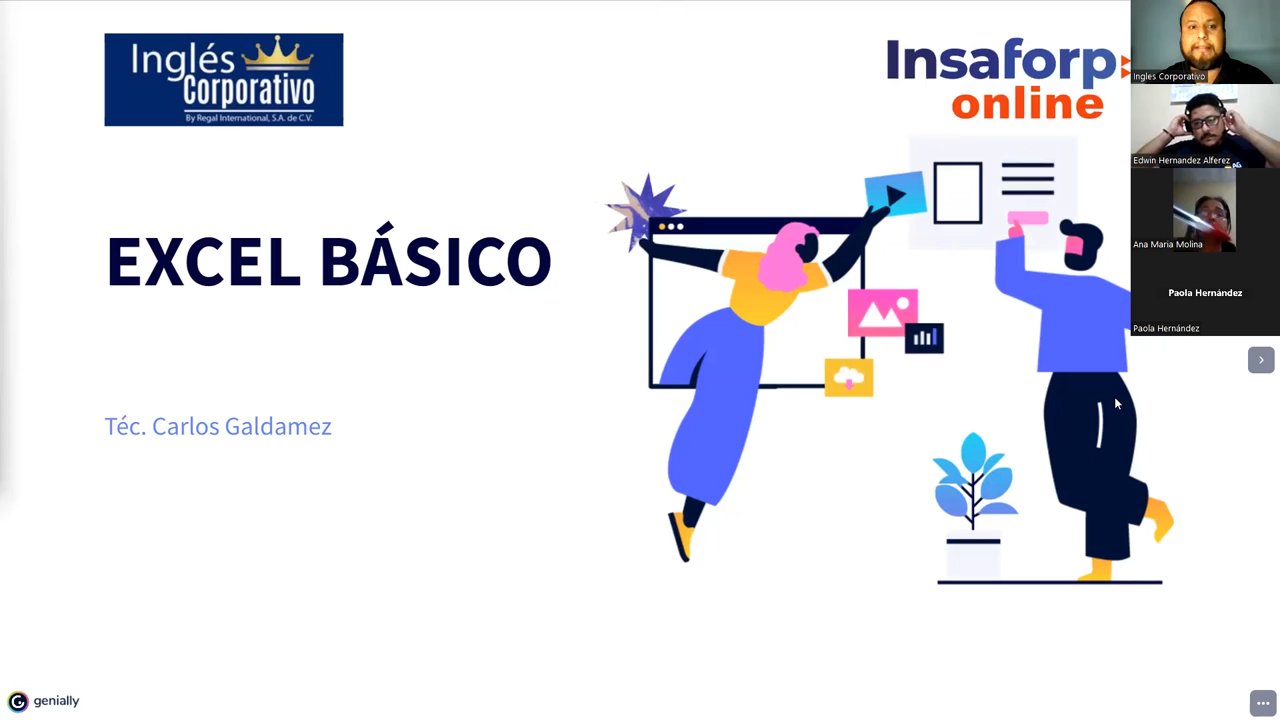 Inglés
Corporativo
By Regal International, S.A. de C.V.
Insaforp
online
EXCEL BÁSICO
Téc. Carlos Galdamez
Ingles Corporativo
Edwin Hernandez Alferez
Ana Maria Molina
Paola Hernández
Paola Hernández
genially